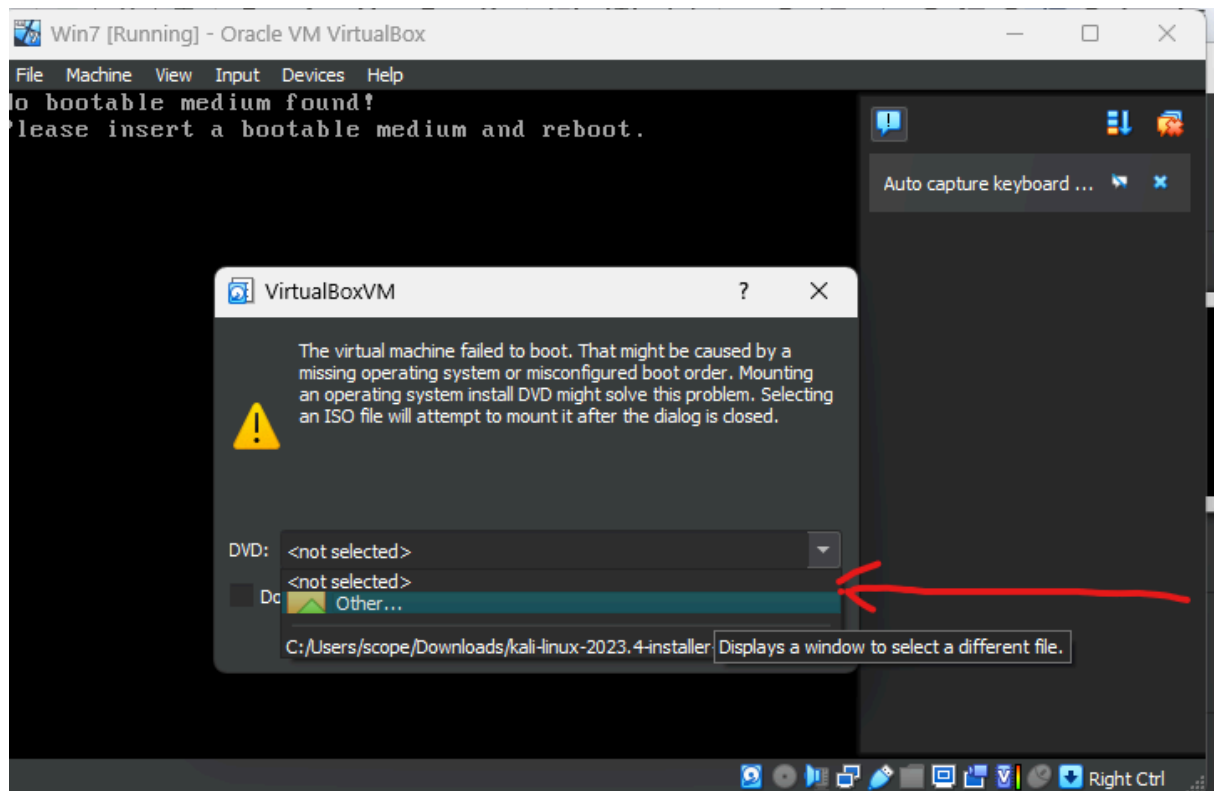 Win7 [Running] - Oracle VM VirtualBox
File Machine View Input Devices Help
o bootable medium found!
lease insert a bootable medium and reboot.
Auto capture keyboard ...
VirtualBoxVM ?
The virtual machine failed to boot. That might be caused by a
missing operating system or misconfigured boot order. Mounting
an operating system install DVD might solve this problem. Selecting
an ISO file will attempt to mount it after the dialog is closed.
DVD: <not selected>
<not selected>
Do
Other...
C:/Users/scope/Downloads/kali-linux-2023.4-installer
Displays a window to select a different file.
Right Ctrl